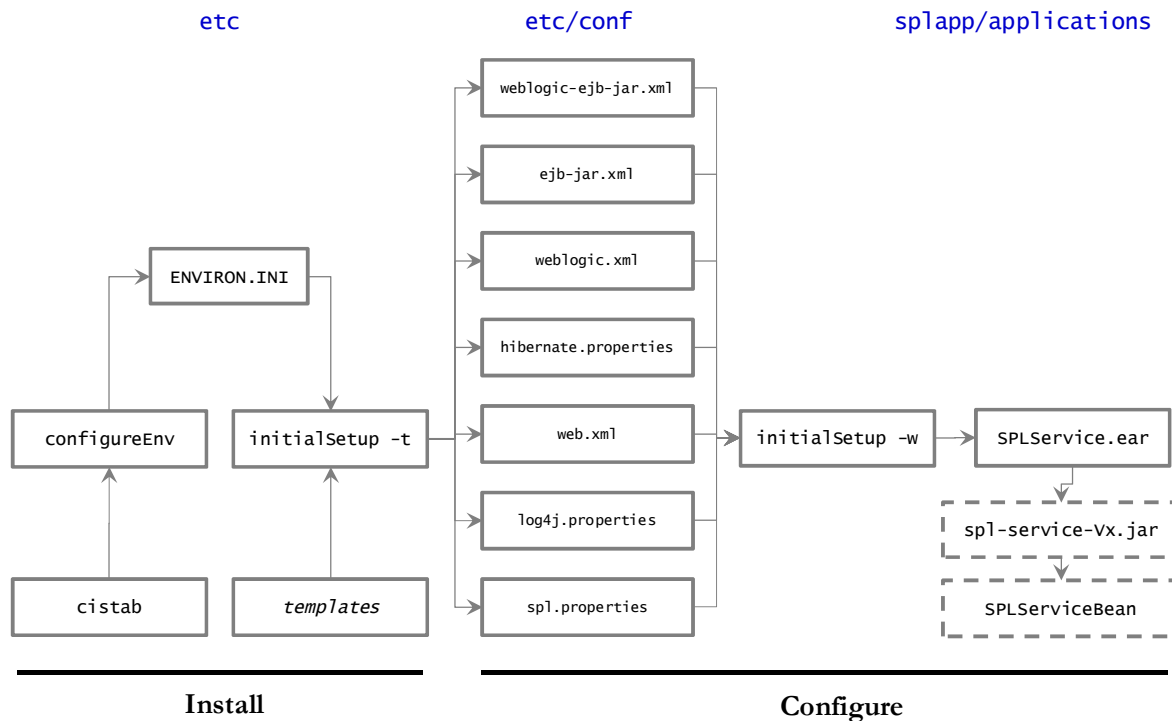 etc
etc/conf
splapp/applications
weblogic-ejb-jar.xml
ejb-jar.xml
weblogic.xml
ENVIRON.INI
hibernate.properties
configureEnv
initialSetup -t
web.xml
initialSetup -w
SPLService.ear
log4j.properties
spl-service-Vx.jar
cistab
templates
spl.properties
SPLServiceBean
Install
Configure